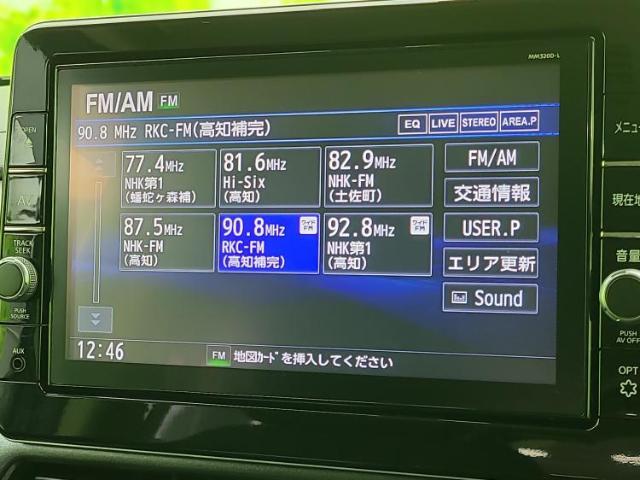 MM320D-L
FM/AM FM
90.8 MHz RKC-FM(高知補完)
EQ LIVE STEREO AREA.P
77.4MHz
NHK第1
(蟠蛇ヶ森補)
81.6MHz
Hi-Six
(高知)
82.9MHz
NHK-FM
(土佐町)
87.5MHz
NHK-FM
(高知)
90.8MHz
ワイドFM
RKC-FM
(高知補完)
92.8MHz
ワイドFM
NHK第1
(高知)
FM/AM
交通情報
USER.P
エリア更新
Sound
12:46
FM 地図ｶｰﾄﾞを挿入してください
OPEN
AV
TRACK
SEEK
PUSH
SOURCE
AUX
メニュ
現在地
音量
PUSH
AV OFF
OPT